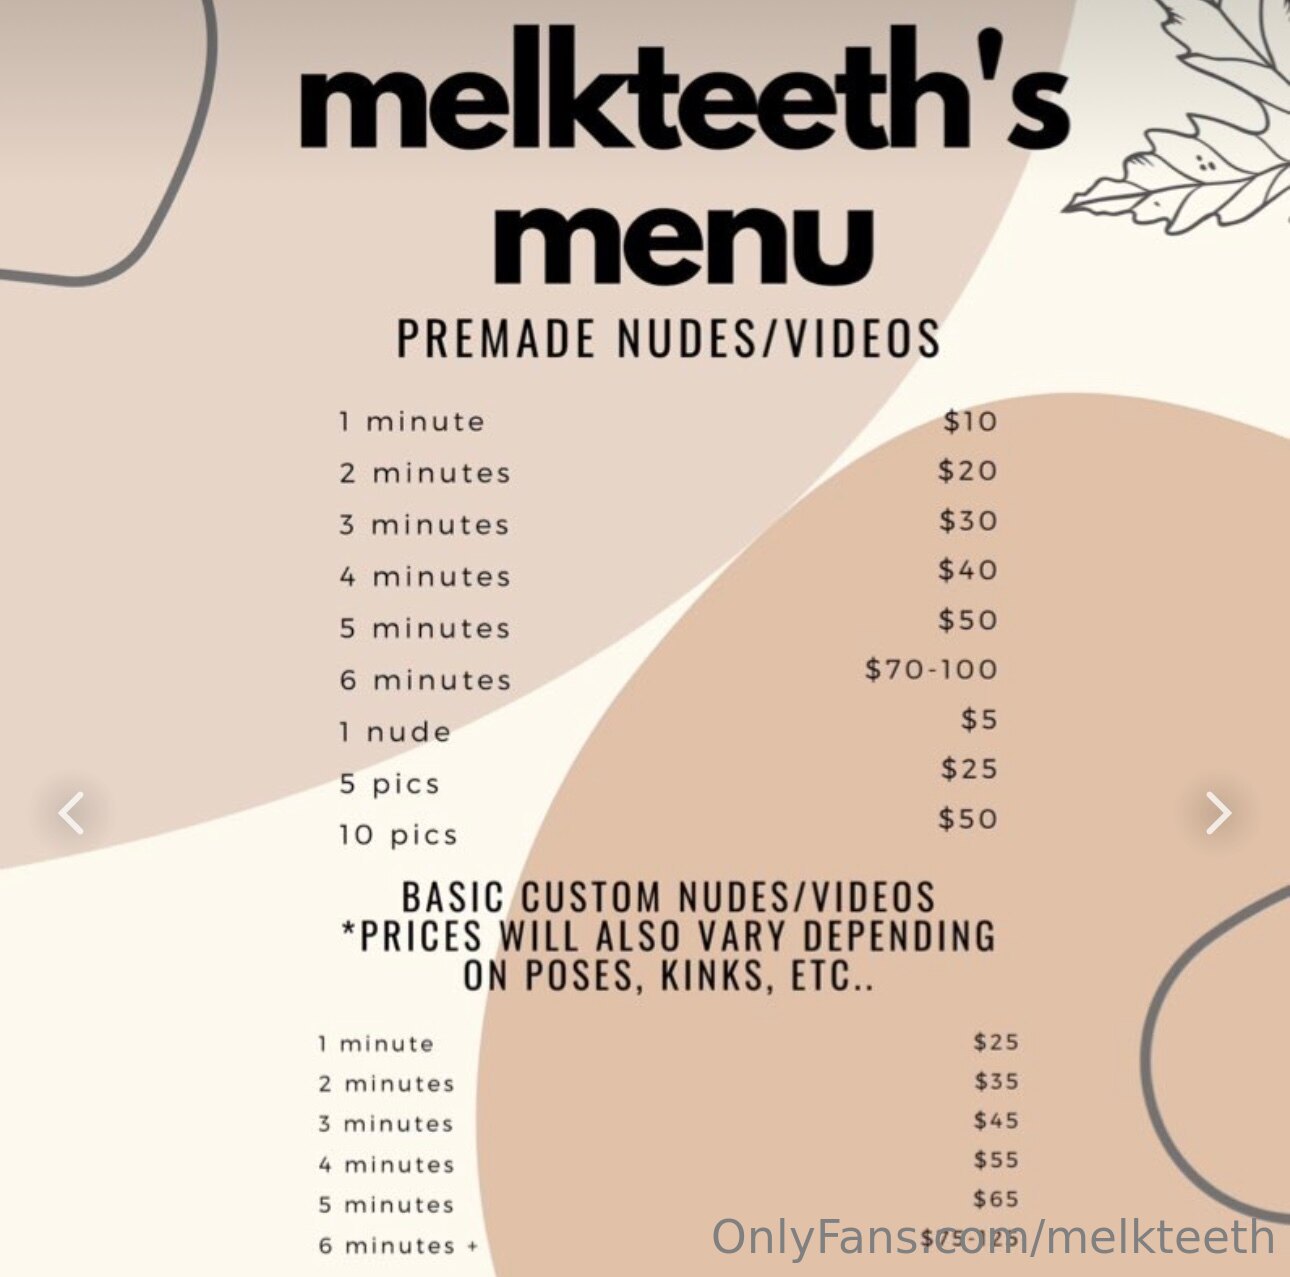 melkteeth's
menu
PREMADE NUDES/VIDEOS
1 minute $10
2 minutes $20
3 minutes $30
4 minutes $40
5 minutes $50
6 minutes $70-100
1 nude $5
5 pics $25
10 pics $50
BASIC CUSTOM NUDES/VIDEOS
*PRICES WILL ALSO VARY DEPENDING
ON POSES, KINKS, ETC..
1 minute $25
2 minutes $35
3 minutes $45
4 minutes $55
5 minutes $65
6 minutes + $75-125
OnlyFans.com/melkteeth